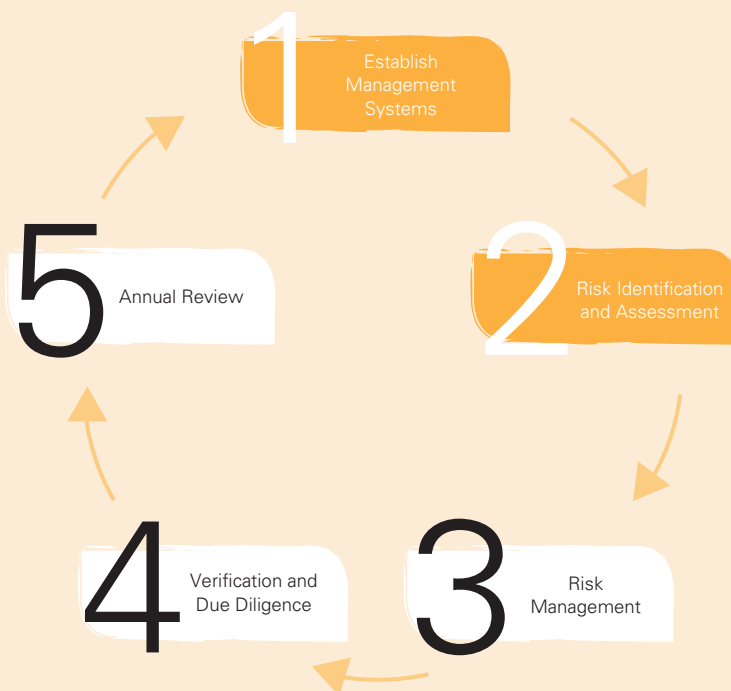 1
Establish
Management
Systems
2
Risk Identification
and Assessment
3
Risk
Management
4
Verification and
Due Diligence
5
Annual Review